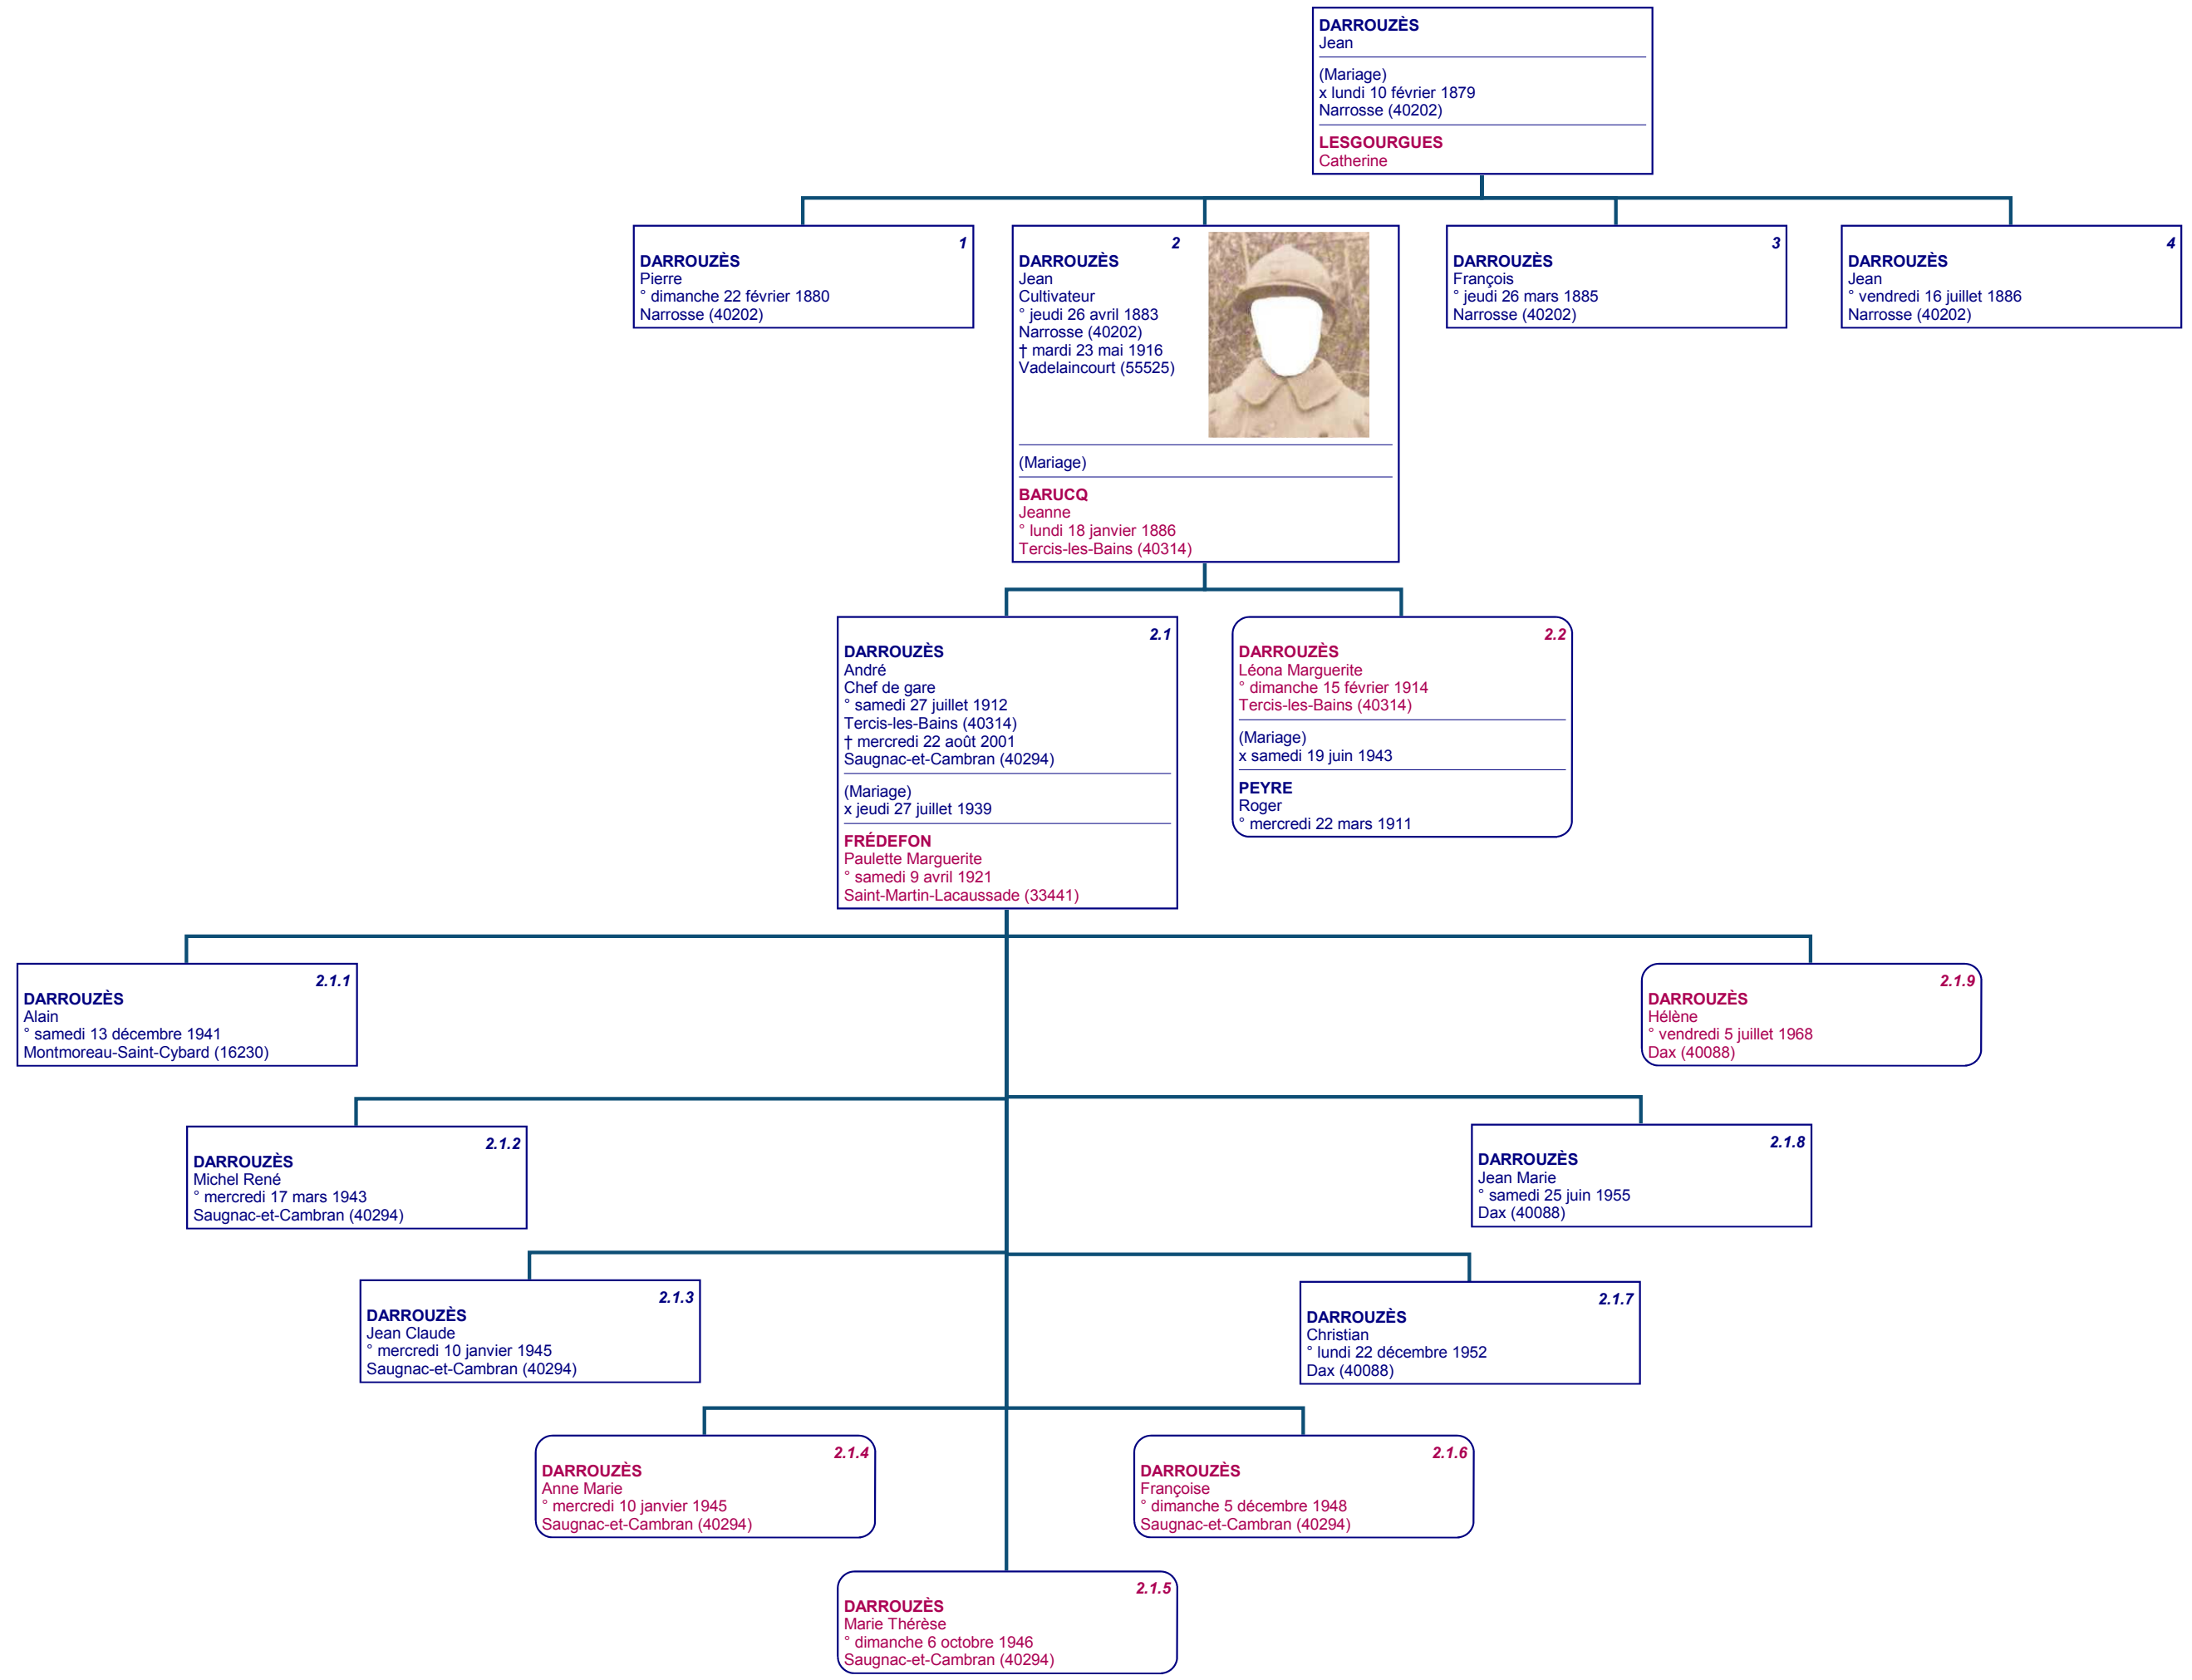 DARROUZÈS
Jean
(Mariage)
x lundi 10 février 1879
Narrosse (40202)
LESGOURGUES
Catherine
1
DARROUZÈS
Pierre
° dimanche 22 février 1880
Narrosse (40202)
2
DARROUZÈS
Jean
Cultivateur
° jeudi 26 avril 1883
Narrosse (40202)
† mardi 23 mai 1916
Vadelaincourt (55525)
(Mariage)
BARUCQ
Jeanne
° lundi 18 janvier 1886
Tercis-les-Bains (40314)
3
DARROUZÈS
François
° jeudi 26 mars 1885
Narrosse (40202)
4
DARROUZÈS
Jean
° vendredi 16 juillet 1886
Narrosse (40202)
2.1
DARROUZÈS
André
Chef de gare
° samedi 27 juillet 1912
Tercis-les-Bains (40314)
† mercredi 22 août 2001
Saugnac-et-Cambran (40294)
(Mariage)
x jeudi 27 juillet 1939
FRÉDEFON
Paulette Marguerite
° samedi 9 avril 1921
Saint-Martin-Lacaussade (33441)
2.2
DARROUZÈS
Léona Marguerite
° dimanche 15 février 1914
Tercis-les-Bains (40314)
(Mariage)
x samedi 19 juin 1943
PEYRE
Roger
° mercredi 22 mars 1911
2.1.1
DARROUZÈS
Alain
° samedi 13 décembre 1941
Montmoreau-Saint-Cybard (16230)
2.1.9
DARROUZÈS
Hélène
° vendredi 5 juillet 1968
Dax (40088)
2.1.2
DARROUZÈS
Michel René
° mercredi 17 mars 1943
Saugnac-et-Cambran (40294)
2.1.8
DARROUZÈS
Jean Marie
° samedi 25 juin 1955
Dax (40088)
2.1.3
DARROUZÈS
Jean Claude
° mercredi 10 janvier 1945
Saugnac-et-Cambran (40294)
2.1.7
DARROUZÈS
Christian
° lundi 22 décembre 1952
Dax (40088)
2.1.4
DARROUZÈS
Anne Marie
° mercredi 10 janvier 1945
Saugnac-et-Cambran (40294)
2.1.6
DARROUZÈS
Françoise
° dimanche 5 décembre 1948
Saugnac-et-Cambran (40294)
2.1.5
DARROUZÈS
Marie Thérèse
° dimanche 6 octobre 1946
Saugnac-et-Cambran (40294)